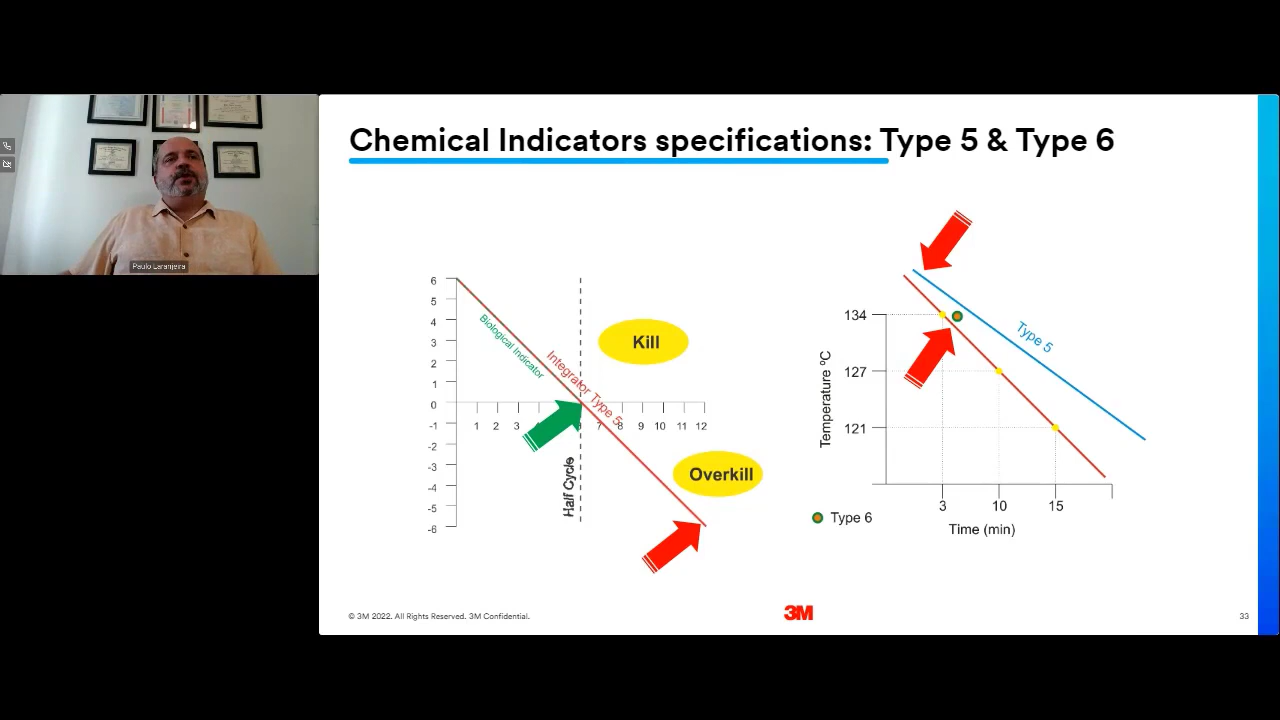 Paulo Laranjeira
Chemical Indicators specifications: Type 5 & Type 6
6
5
4
3
2
1
0
-1
-2
-3
-4
-5
-6
1 2 3 7 8 9 10 11 12
Biological Indicator
Integrator Type 5
Half Cycle
Kill
Overkill
Temperature ºC
134
127
121
Type 5
3 10 15
Time (min)
Type 6
© 3M 2022. All Rights Reserved. 3M Confidential.
3M
33